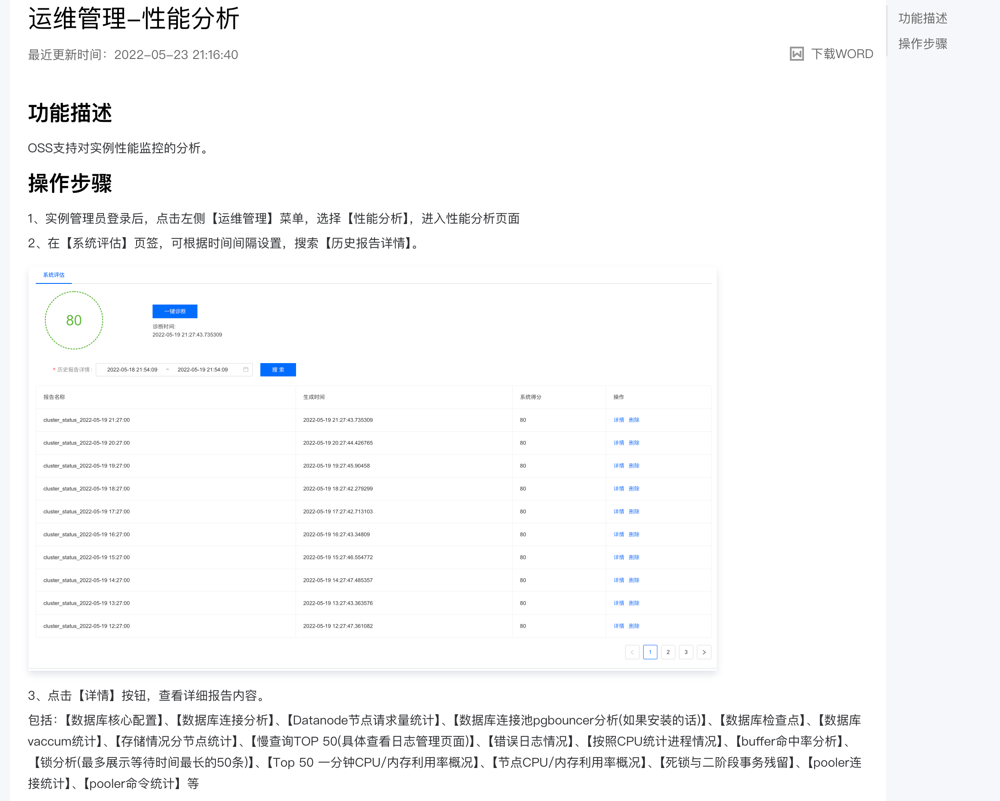 运维管理-性能分析
功能描述
操作步骤
最近更新时间：2022-05-23 21:16:40
下载WORD
功能描述
OSS支持对实例性能监控的分析。
操作步骤
1、实例管理员登录后，点击左侧【运维管理】菜单，选择【性能分析】，进入性能分析页面
2、在【系统评估】页签，可根据时间间隔设置，搜索【历史报告详情】。
系统评估
80
一键诊断
诊断时间:
2022-05-19 21:27:43.735309
* 历史报告详情: 2022-05-18 21:54:09 ~ 2022-05-19 21:54:09 搜 索
报告名称 生成时间 系统得分 操作
cluster_status_2022-05-19 21:27:00 2022-05-19 21:27:43.735309 80 详情 删除
cluster_status_2022-05-19 20:27:00 2022-05-19 20:27:44.426765 80 详情 删除
cluster_status_2022-05-19 19:27:00 2022-05-19 19:27:45.90458 80 详情 删除
cluster_status_2022-05-19 18:27:00 2022-05-19 18:27:42.279299 80 详情 删除
cluster_status_2022-05-19 17:27:00 2022-05-19 17:27:42.713103 80 详情 删除
cluster_status_2022-05-19 16:27:00 2022-05-19 16:27:43.34809 80 详情 删除
cluster_status_2022-05-19 15:27:00 2022-05-19 15:27:46.554772 80 详情 删除
cluster_status_2022-05-19 14:27:00 2022-05-19 14:27:47.485357 80 详情 删除
cluster_status_2022-05-19 13:27:00 2022-05-19 13:27:43.363576 80 详情 删除
cluster_status_2022-05-19 12:27:00 2022-05-19 12:27:47.361082 80 详情 删除
< 1 2 3 >
3、点击【详情】按钮，查看详细报告内容。
包括：【数据库核心配置】、【数据库连接分析】、【Datanode节点请求量统计】、【数据库连接池pgbouncer分析(如果安装的话)】、【数据库检查点】、【数据库
vaccum统计】、【存储情况分节点统计】、【慢查询TOP 50(具体查看日志管理页面)】、【错误日志情况】、【按照CPU统计进程情况】、【buffer命中率分析】、
【锁分析(最多展示等待时间最长的50条)】、【Top 50 一分钟CPU/内存利用率概况】、【节点CPU/内存利用率概况】、【死锁与二阶段事务残留】、【pooler连
接统计】、【pooler命令统计】等